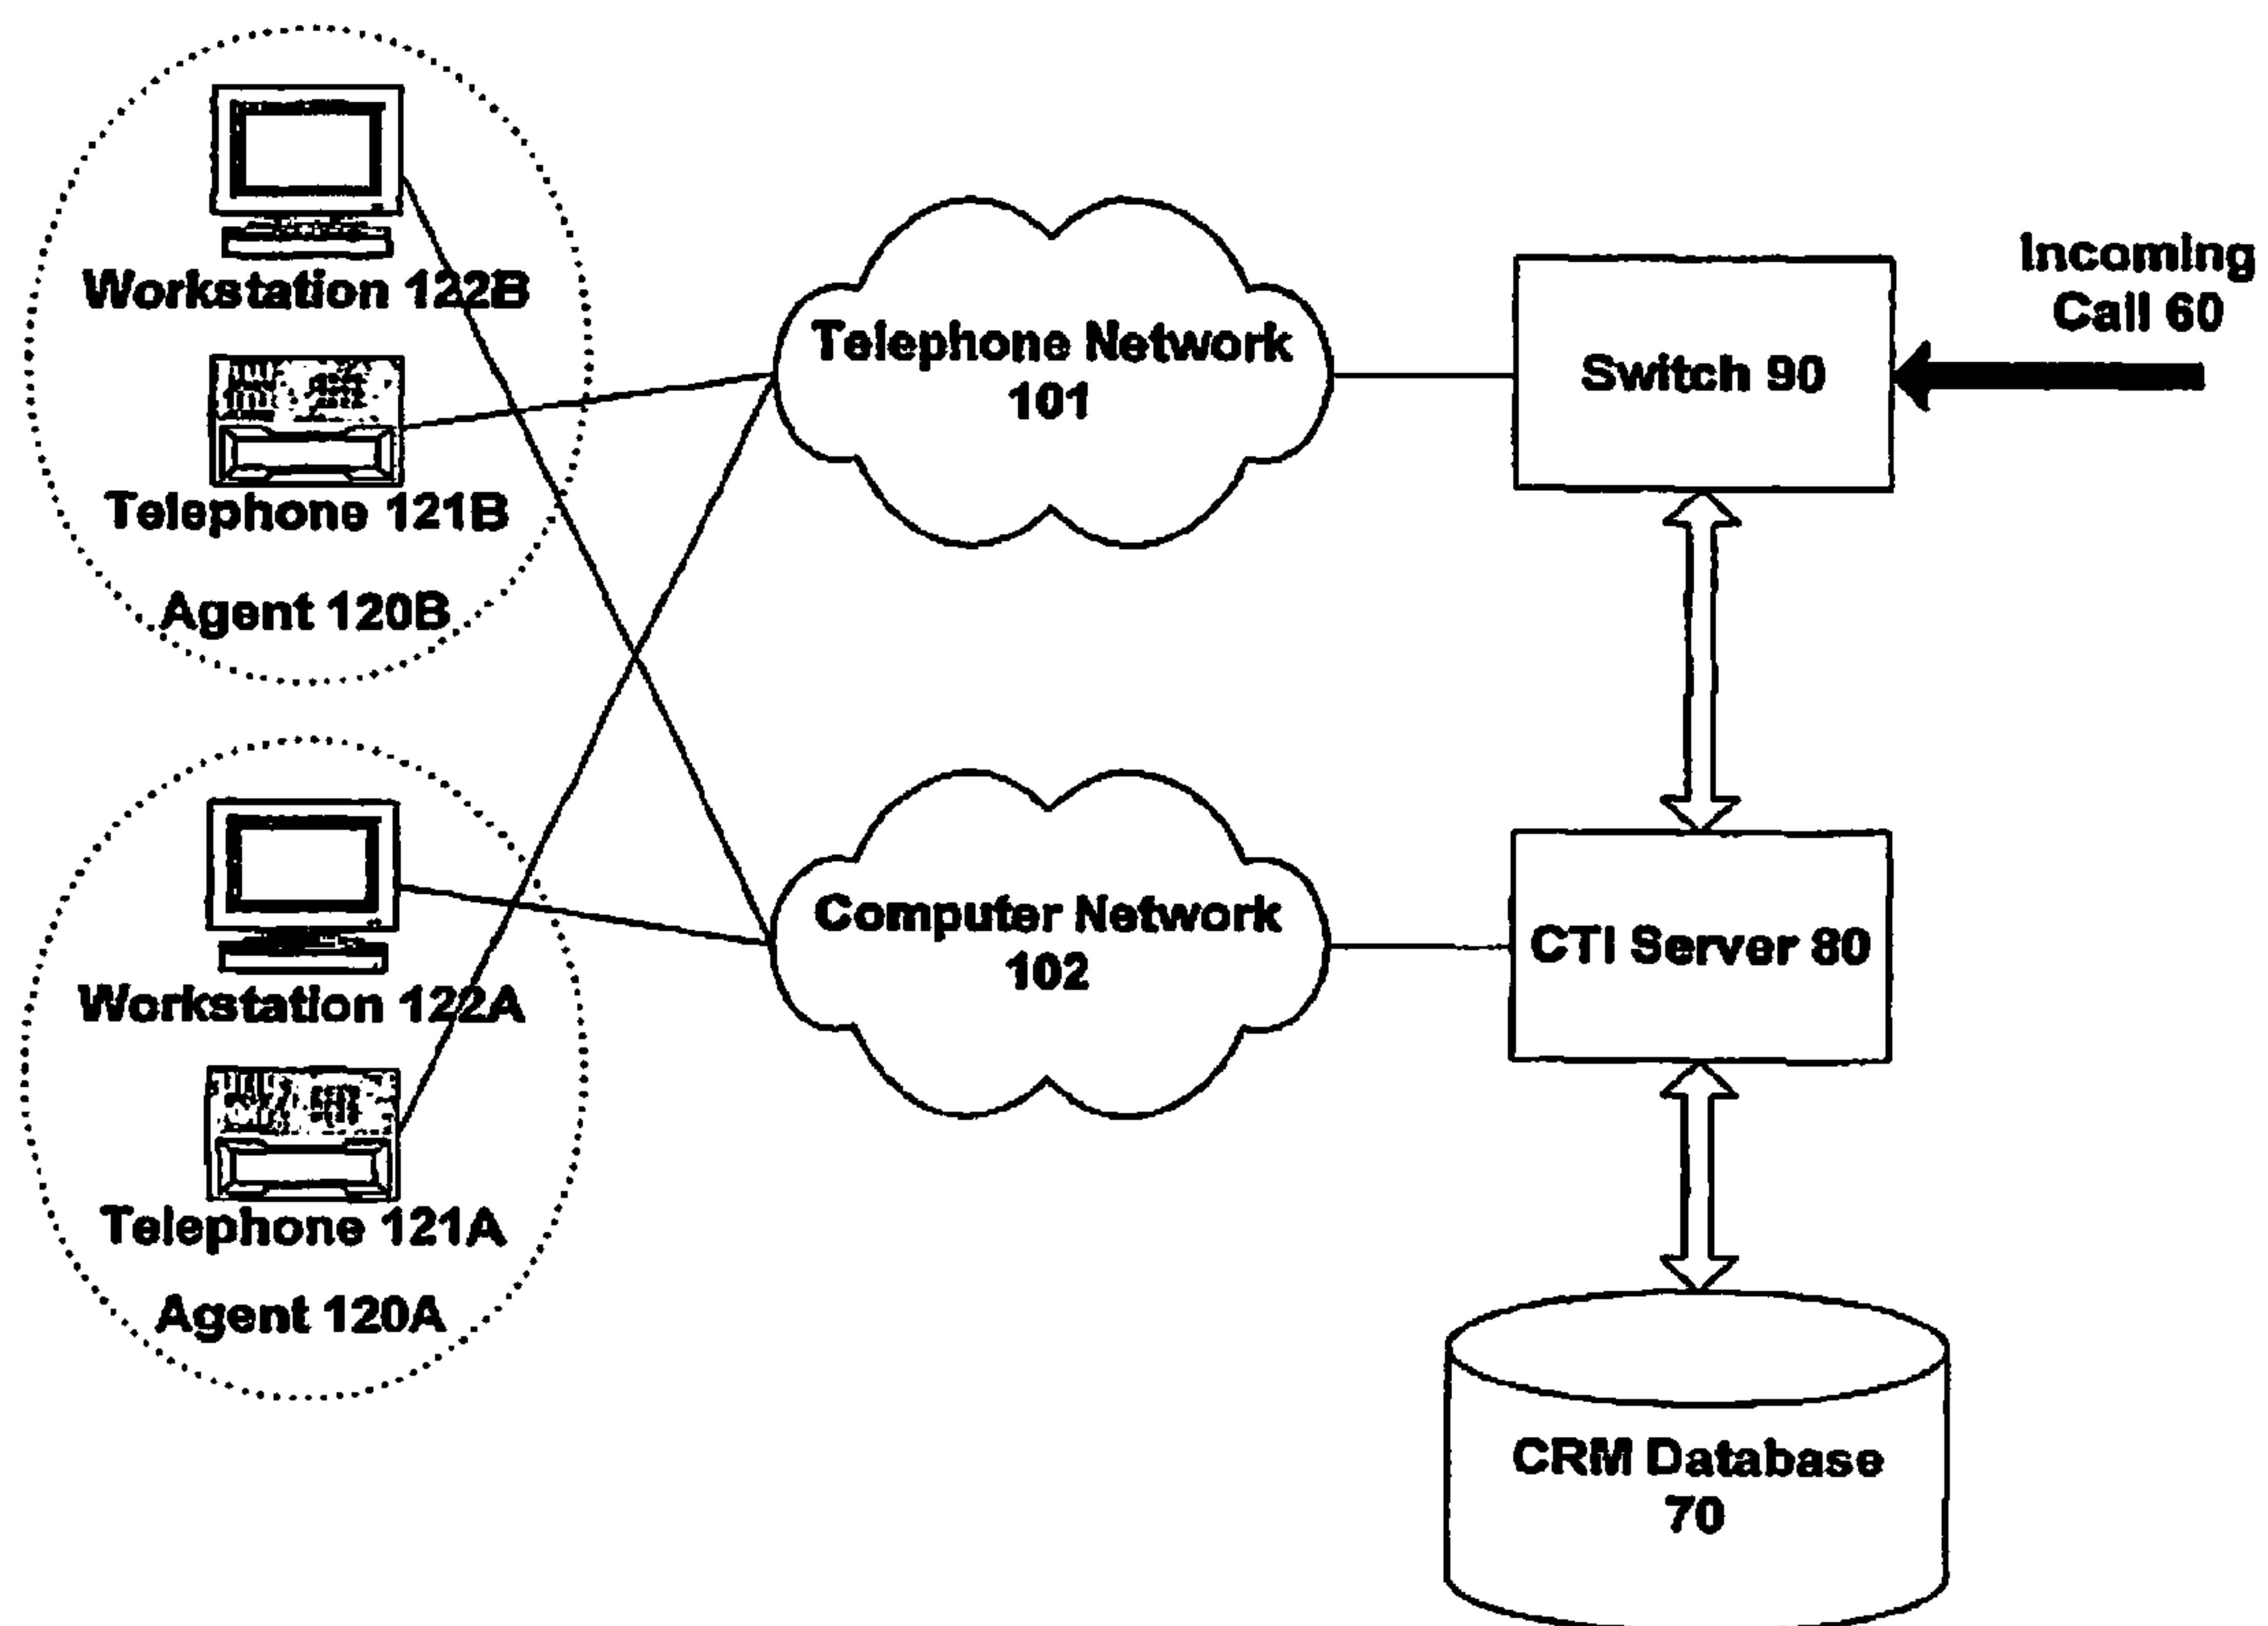 Workstation 122B
Telephone 121B
Agent 120B
Workstation 122A
Telephone 121A
Agent 120A
Telephone Network
101
Computer Network
102
Incoming
Call 60
Switch 90
CTI Server 80
CRM Database
70